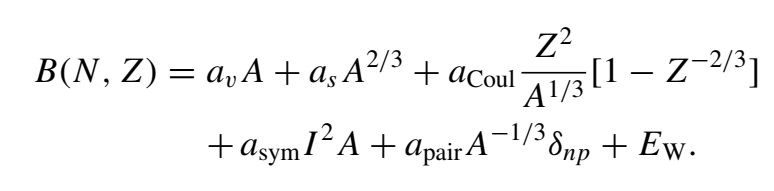 B(N, Z) = a_v A + a_s A^{2/3} + a_{Coul} \frac{Z^2}{A^{1/3}} [1 − Z^{−2/3}]
+ a_{sym} I^2 A + a_{pair} A^{−1/3} δ_{np} + E_W.